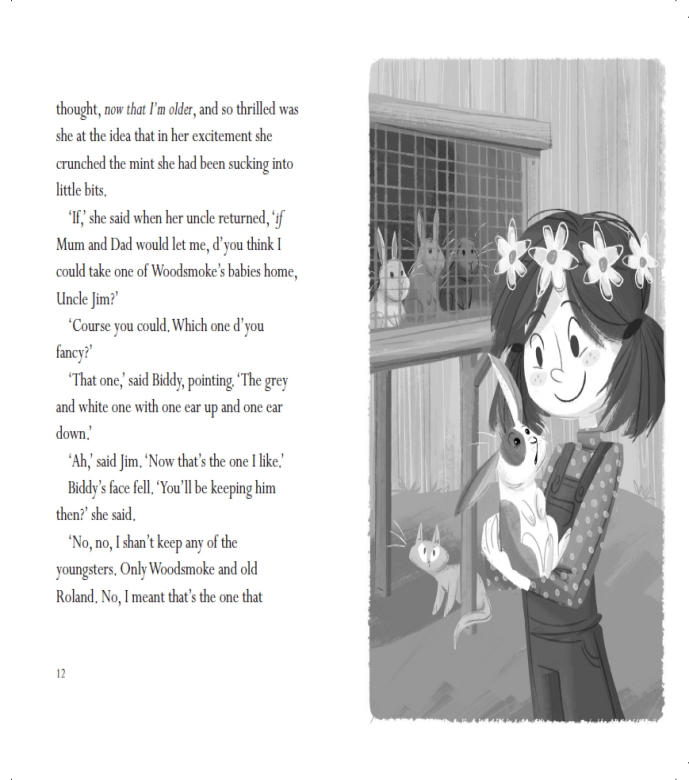 thought, now that I'm older, and so thrilled was
she at the idea that in her excitement she
crunched the mint she had been sucking into
little bits.
‘If,’ she said when her uncle returned, ‘if
Mum and Dad would let me, d’you think I
could take one of Woodsmoke’s babies home,
Uncle Jim?’
‘Course you could. Which one d’you
fancy?’
‘That one,’ said Biddy, pointing. ‘The grey
and white one with one ear up and one ear
down.’
‘Ah,’ said Jim. ‘Now that’s the one I like.’
Biddy’s face fell. ‘You’ll be keeping him
then?’ she said.
‘No, no, I shan’t keep any of the
youngsters. Only Woodsmoke and old
Roland. No, I meant that’s the one that
12